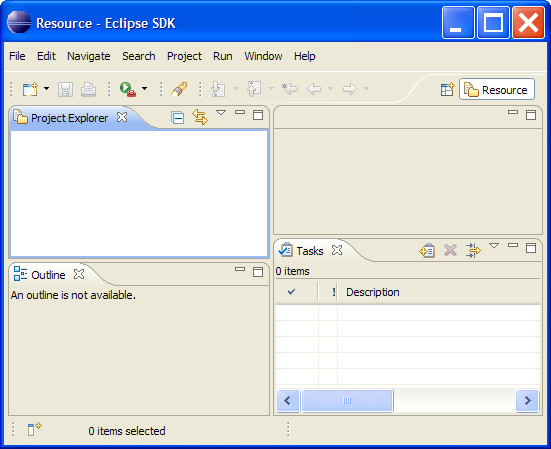 Resource - Eclipse SDK
File Edit Navigate Search Project Run Window Help
Resource
Project Explorer
Tasks
0 items
! Description
Outline
An outline is not available.
0 items selected